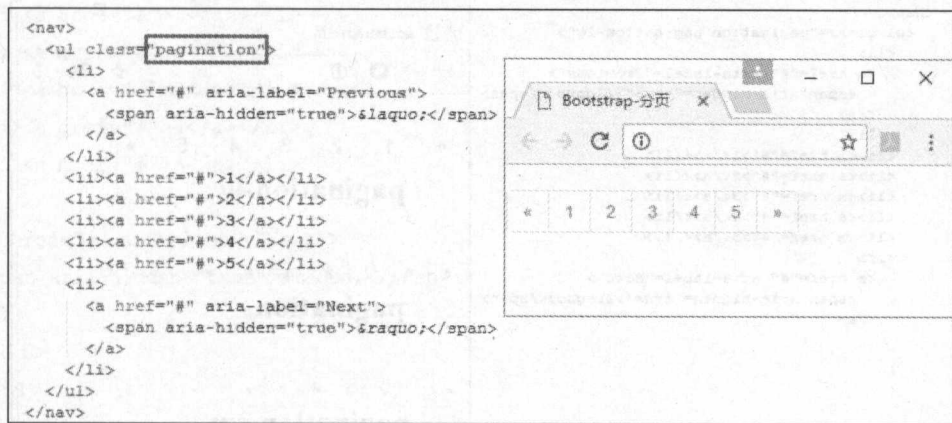 <nav>
<ul class="pagination">
<li>
<a href="#" aria-label="Previous">
<span aria-hidden="true">&laquo;</span>
</a>
</li>
<li><a href="#">1</a></li>
<li><a href="#">2</a></li>
<li><a href="#">3</a></li>
<li><a href="#">4</a></li>
<li><a href="#">5</a></li>
<li>
<a href="#" aria-label="Next">
<span aria-hidden="true">&raquo;</span>
</a>
</li>
</ul>
</nav>
Bootstrap-分页
« 1 2 3 4 5 »